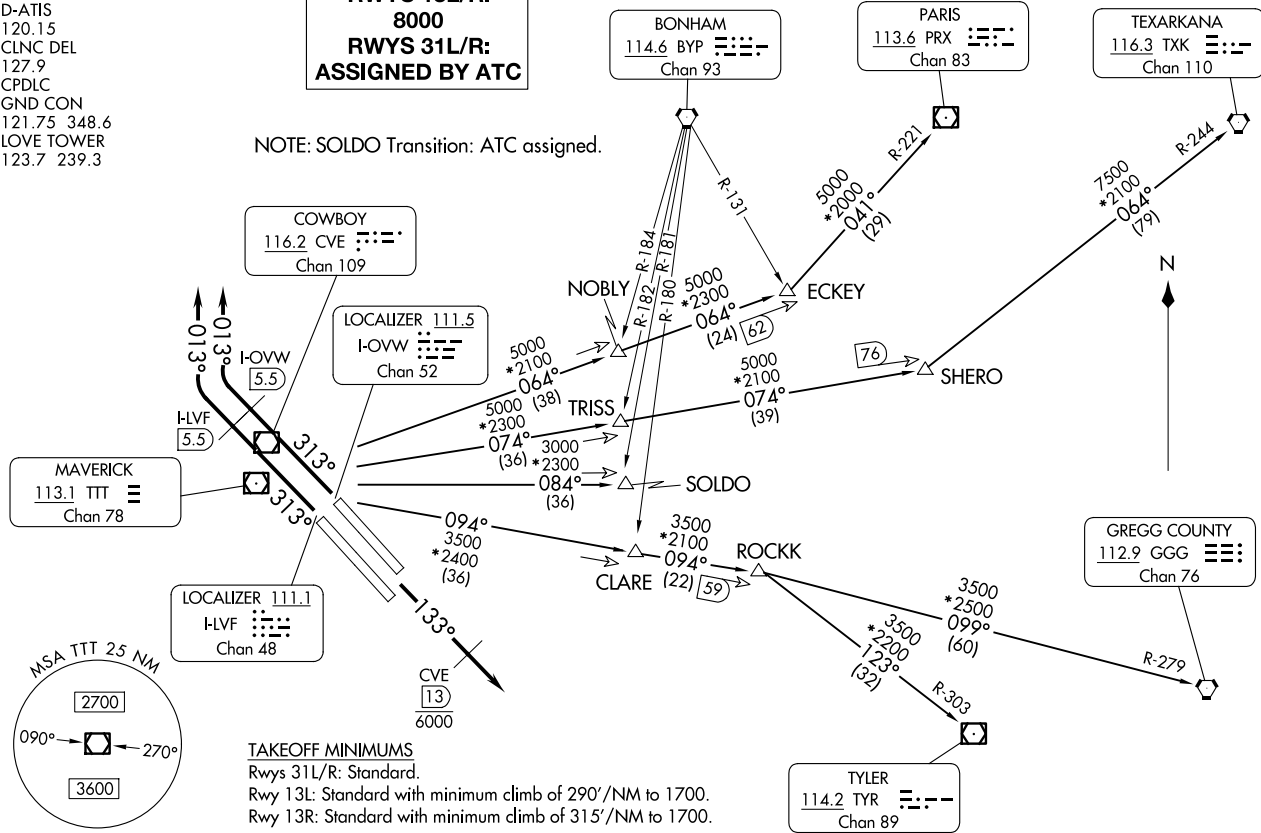 D-ATIS
120.15
CLNC DEL
127.9
CPDLC
GND CON
121.75 348.6
LOVE TOWER
123.7 239.3
8000
RWYS 31L/R:
ASSIGNED BY ATC
NOTE: SOLDO Transition: ATC assigned.
BONHAM
114.6 BYP
Chan 93
PARIS
113.6 PRX
Chan 83
TEXARKANA
116.3 TXK
Chan 110
COWBOY
116.2 CVE
Chan 109
LOCALIZER 111.5
I-OVW
Chan 52
MAVERICK
113.1 TTT
Chan 78
LOCALIZER 111.1
I-LVF
Chan 48
GREGG COUNTY
112.9 GGG
Chan 76
TYLER
114.2 TYR
Chan 89
R-221
R-244
R-131
R-184
R-181
R-182
R-180
5000
*2000
041°
(29)
7500
*2100
064°
(79)
N
NOBLY
5000
*2300
064°
(24)
62
ECKEY
013°
013°
I-OVW
5.5
I-LVF
5.5
313°
313°
5000
*2100
064°
(38)
TRISS
5000
*2100
074°
(39)
76
SHERO
5000
*2300
074°
(36)
3000
*2300
084°
(36)
SOLDO
094°
3500
*2400
(36)
CLARE
3500
*2100
094°
(22)
59
ROCKK
3500
*2500
099°
(60)
R-279
3500
*2200
123°
(32)
R-303
133°
CVE
13
6000
MSA TTT 25 NM
2700
090°
270°
3600
TAKEOFF MINIMUMS
Rwys 31L/R: Standard.
Rwy 13L: Standard with minimum climb of 290'/NM to 1700.
Rwy 13R: Standard with minimum climb of 315'/NM to 1700.